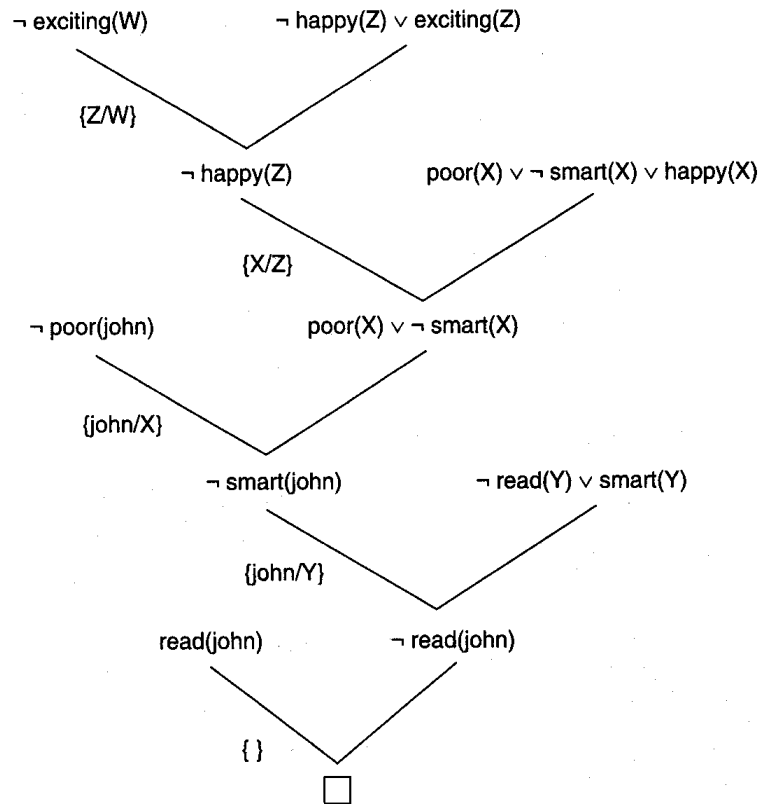 ¬ exciting(W) ¬ happy(Z) ∨ exciting(Z)
{Z/W}
¬ happy(Z) poor(X) ∨ ¬ smart(X) ∨ happy(X)
{X/Z}
¬ poor(john) poor(X) ∨ ¬ smart(X)
{john/X}
¬ smart(john) ¬ read(Y) ∨ smart(Y)
{john/Y}
read(john) ¬ read(john)
{ }